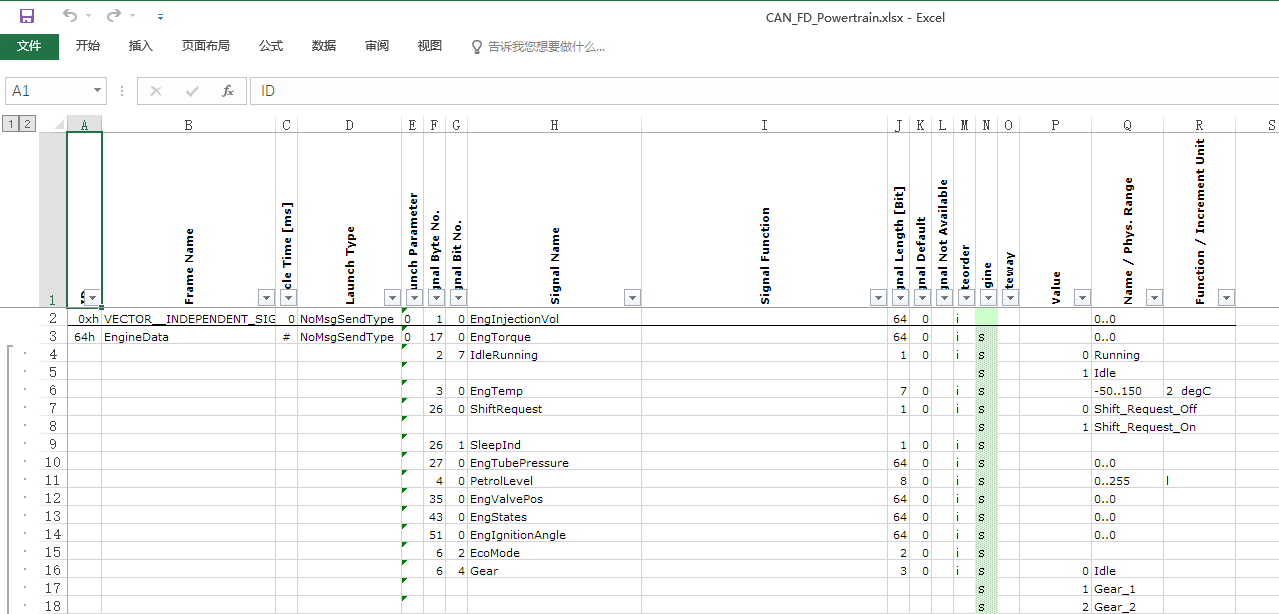 CAN_FD_Powertrain.xlsx - Excel
文件 开始 插入 页面布局 公式 数据 审阅 视图 告诉我您想要做什么...
A1 fx ID
1 2 A B C D E F G H I J K L M N O P Q R S
1 Frame Name cle Time [ms] Launch Type unch Parameter gnal Byte No. gnal Bit No. Signal Name Signal Function gnal Length [Bit] gnal Default gnal Not Available teorder gine teway Value Name / Phys. Range Function / Increment Unit
2 0xh VECTOR__INDEPENDENT_SIG 0 NoMsgSendType 0 1 0 EngInjectionVol 64 0 i 0..0
3 64h EngineData # NoMsgSendType 0 17 0 EngTorque 64 0 i s 0..0
4 2 7 IdleRunning 1 0 i s 0 Running
5 s 1 Idle
6 3 0 EngTemp 7 0 i s -50..150 2 degC
7 26 0 ShiftRequest 1 0 i s 0 Shift_Request_Off
8 s 1 Shift_Request_On
9 26 1 SleepInd 1 0 i s
10 27 0 EngTubePressure 64 0 i s 0..0
11 4 0 PetrolLevel 8 0 i s 0..255 l
12 35 0 EngValvePos 64 0 i s 0..0
13 43 0 EngStates 64 0 i s 0..0
14 51 0 EngIgnitionAngle 64 0 i s 0..0
15 6 2 EcoMode 2 0 i s
16 6 4 Gear 3 0 i s 0 Idle
17 s 1 Gear_1
18 s 2 Gear_2